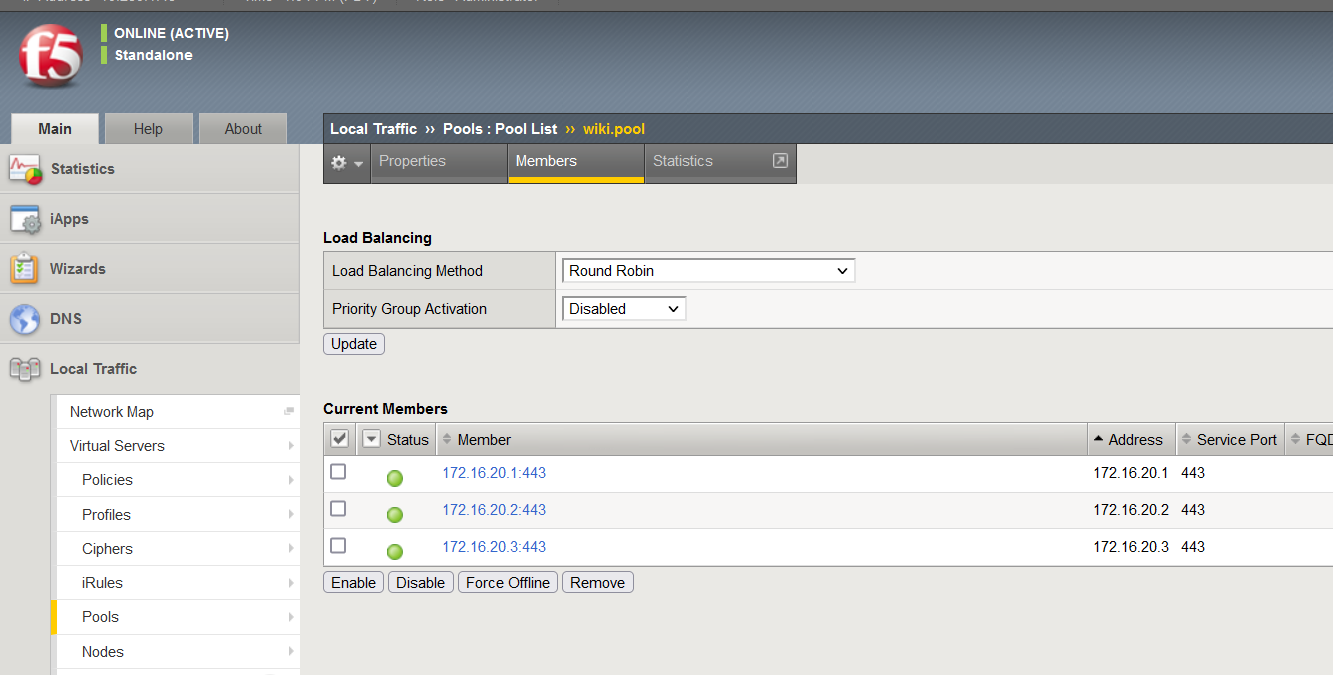 f5
ONLINE (ACTIVE)
Standalone
Main Help About
Local Traffic ›› Pools : Pool List ›› wiki.pool
Properties Members Statistics
Statistics
iApps
Wizards
DNS
Local Traffic
Network Map
Virtual Servers
Policies
Profiles
Ciphers
iRules
Pools
Nodes
Load Balancing
Load Balancing Method Round Robin
Priority Group Activation Disabled
Update
Current Members
Status Member Address Service Port FQD
172.16.20.1:443 172.16.20.1 443
172.16.20.2:443 172.16.20.2 443
172.16.20.3:443 172.16.20.3 443
Enable Disable Force Offline Remove